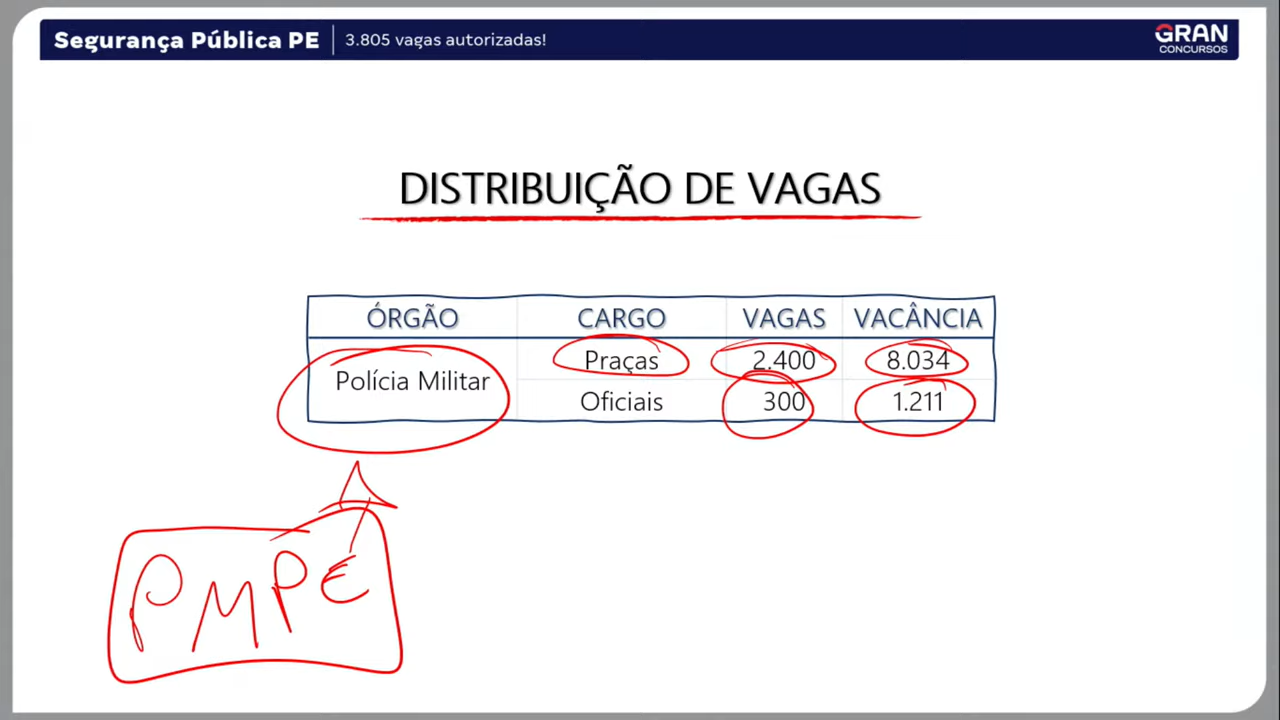 Segurança Pública PE | 3.805 vagas autorizadas!
GRAN
CONCURSOS
DISTRIBUIÇÃO DE VAGAS
ÓRGÃO CARGO VAGAS VACÂNCIA
Polícia Militar Praças 2.400 8.034
Oficiais 300 1.211
PMPE